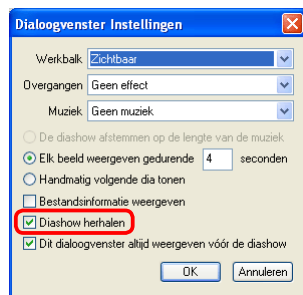 Dialoogvenster Instellingen
Werkbalk Zichtbaar
Overgangen Geen effect
Muziek Geen muziek
De diashow afstemmen op de lengte van de muziek
Elk beeld weergeven gedurende 4 seconden
Handmatig volgende dia tonen
Bestandsinformatie weergeven
Diashow herhalen
Dit dialoogvenster altijd weergeven vóór de diashow
OK Annuleren